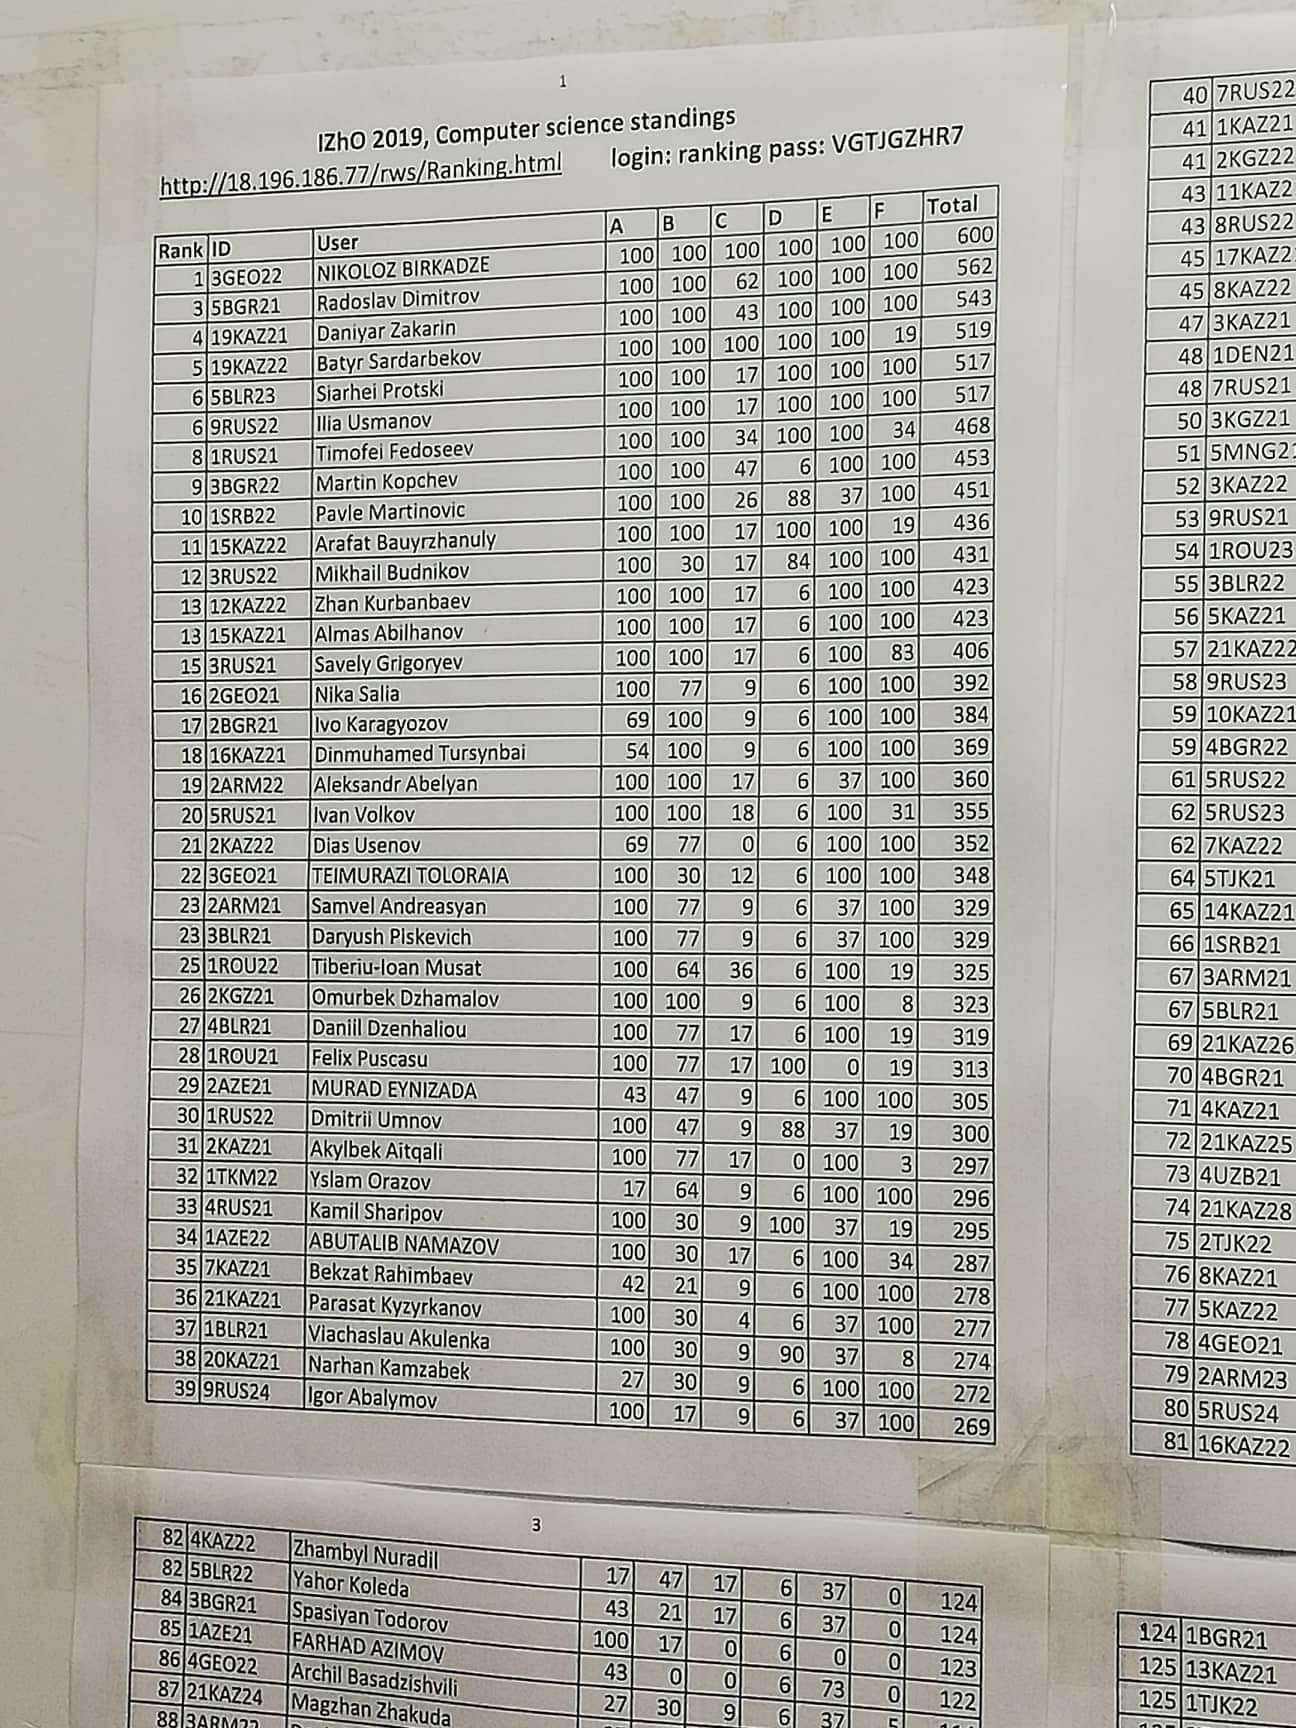 1
IZhO 2019, Computer science standings
http://18.196.186.77/rws/Ranking.html login: ranking pass: VGTJGZHR7
Rank ID User A B C D E F Total
1 3GEO22 NIKOLOZ BIRKADZE 100 100 100 100 100 100 600
3 5BGR21 Radoslav Dimitrov 100 100 62 100 100 100 562
4 19KAZ21 Daniyar Zakarin 100 100 43 100 100 100 543
5 19KAZ22 Batyr Sardarbekov 100 100 100 100 100 19 519
6 5BLR23 Siarhei Protski 100 100 17 100 100 100 517
6 9RUS22 Ilia Usmanov 100 100 17 100 100 100 517
8 1RUS21 Timofei Fedoseev 100 100 34 100 100 34 468
9 3BGR22 Martin Kopchev 100 100 47 6 100 100 453
10 1SRB22 Pavle Martinovic 100 100 26 88 37 100 451
11 15KAZ22 Arafat Bauyrzhanuly 100 100 17 100 100 19 436
12 3RUS22 Mikhail Budnikov 100 30 17 84 100 100 431
13 12KAZ22 Zhan Kurbanbaev 100 100 17 6 100 100 423
13 15KAZ21 Almas Abilhanov 100 100 17 6 100 100 423
15 3RUS21 Savely Grigoryev 100 100 17 6 100 83 406
16 2GEO21 Nika Salia 100 77 9 6 100 100 392
17 2BGR21 Ivo Karagyozov 69 100 9 6 100 100 384
18 16KAZ21 Dinmuhamed Tursynbai 54 100 9 6 100 100 369
19 2ARM22 Aleksandr Abelyan 100 100 17 6 37 100 360
20 5RUS21 Ivan Volkov 100 100 18 6 100 31 355
21 2KAZ22 Dias Usenov 69 77 0 6 100 100 352
22 3GEO21 TEIMURAZI TOLORAIA 100 30 12 6 100 100 348
23 2ARM21 Samvel Andreasyan 100 77 9 6 37 100 329
23 3BLR21 Daryush Plskevich 100 77 9 6 37 100 329
25 1ROU22 Tiberiu-Ioan Musat 100 64 36 6 100 19 325
26 2KGZ21 Omurbek Dzhamalov 100 100 9 6 100 8 323
27 4BLR21 Daniil Dzenhaliou 100 77 17 6 100 19 319
28 1ROU21 Felix Puscasu 100 77 17 100 0 19 313
29 2AZE21 MURAD EYNIZADA 43 47 9 6 100 100 305
30 1RUS22 Dmitrii Umnov 100 47 9 88 37 19 300
31 2KAZ21 Akylbek Aitqali 100 77 17 0 100 3 297
32 1TKM22 Yslam Orazov 17 64 9 6 100 100 296
33 4RUS21 Kamil Sharipov 100 30 9 100 37 19 295
34 1AZE22 ABUTALIB NAMAZOV 100 30 17 6 100 34 287
35 7KAZ21 Bekzat Rahimbaev 42 21 9 6 100 100 278
36 21KAZ21 Parasat Kyzyrkanov 100 30 4 6 37 100 277
37 1BLR21 Viachaslau Akulenka 100 30 9 90 37 8 274
38 20KAZ21 Narhan Kamzabek 27 30 9 6 100 100 272
39 9RUS24 Igor Abalymov 100 17 9 6 37 100 269
40 7RUS22
41 1KAZ21
41 2KGZ22
43 11KAZ2
43 8RUS22
45 17KAZ2
45 8KAZ22
47 3KAZ21
48 1DEN21
48 7RUS21
50 3KGZ21
51 5MNG21
52 3KAZ22
53 9RUS21
54 1ROU23
55 3BLR22
56 5KAZ21
57 21KAZ22
58 9RUS23
59 10KAZ21
59 4BGR22
61 5RUS22
62 5RUS23
62 7KAZ22
64 5TJK21
65 14KAZ21
66 1SRB21
67 3ARM21
67 5BLR21
69 21KAZ26
70 4BGR21
71 4KAZ21
72 21KAZ25
73 4UZB21
74 21KAZ28
75 2TJK22
76 8KAZ21
77 5KAZ22
78 4GEO21
79 2ARM23
80 5RUS24
81 16KAZ22
3
82 4KAZ22 Zhambyl Nuradil 17 47 17 6 37 0 124
82 5BLR22 Yahor Koleda 43 21 17 6 37 0 124
84 3BGR21 Spasiyan Todorov 100 17 0 6 0 0 123
85 1AZE21 FARHAD AZIMOV 43 0 0 6 73 0 122
86 4GEO22 Archil Basadzishvili 27 30 9 6 37 5
87 21KAZ24 Magzhan Zhakuda
88 3ARM22
124 1BGR21
125 13KAZ21
125 1TJK22